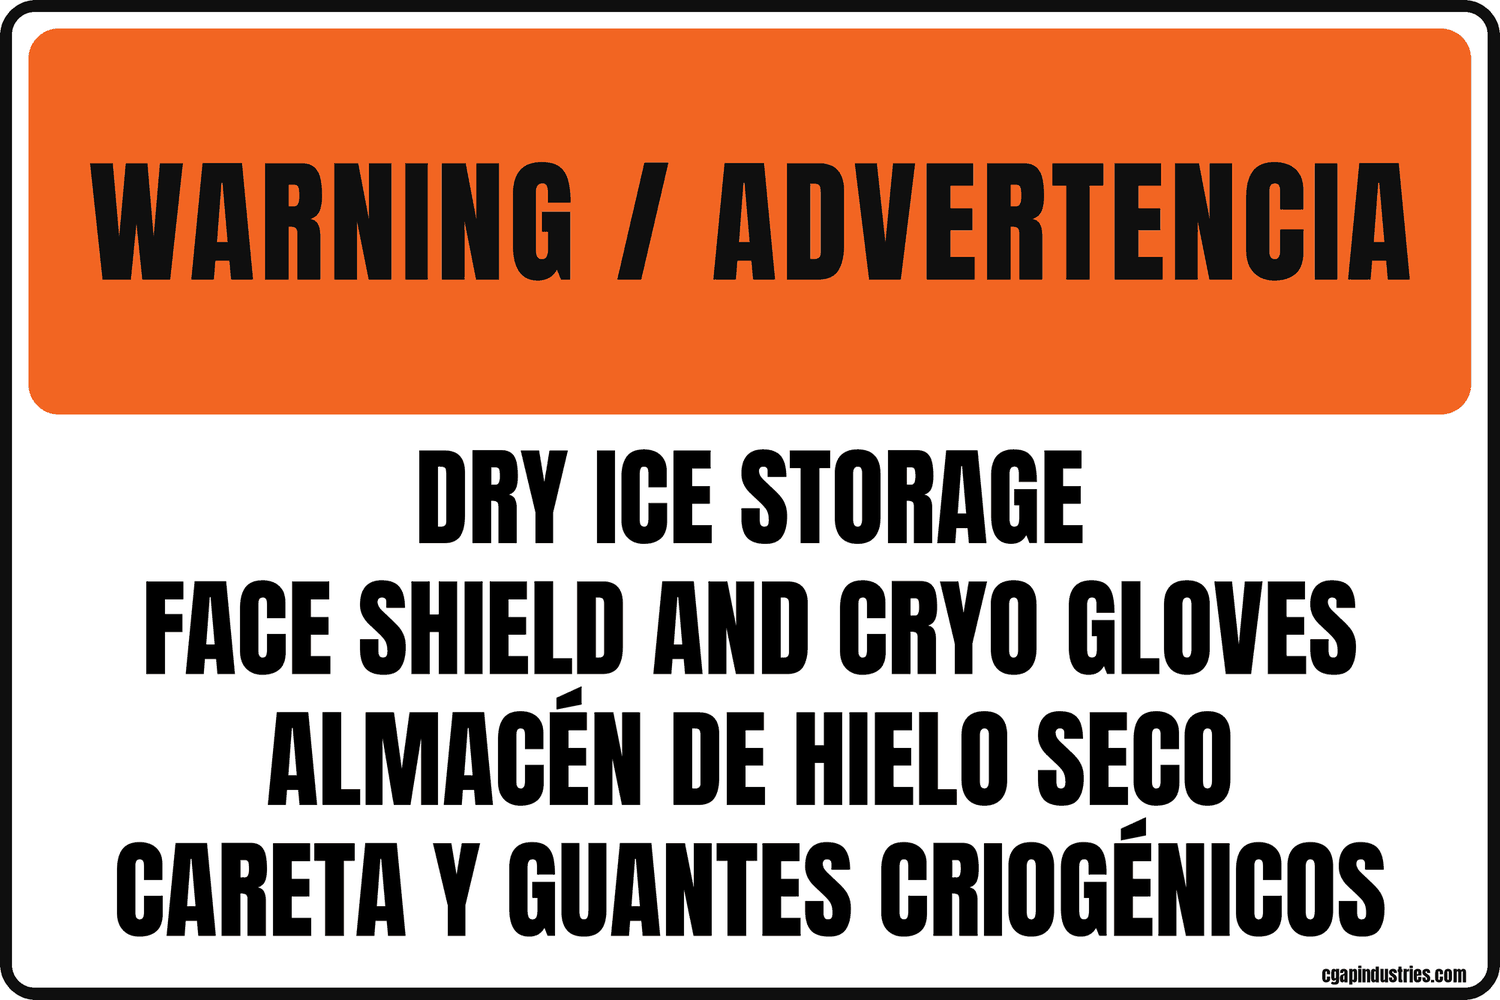 WARNING / ADVERTENCIA
DRY ICE STORAGE
FACE SHIELD AND CRYO GLOVES
ALMACÉN DE HIELO SECO
CARETA Y GUANTES CRIOGÉNICOS
cgapindustries.com